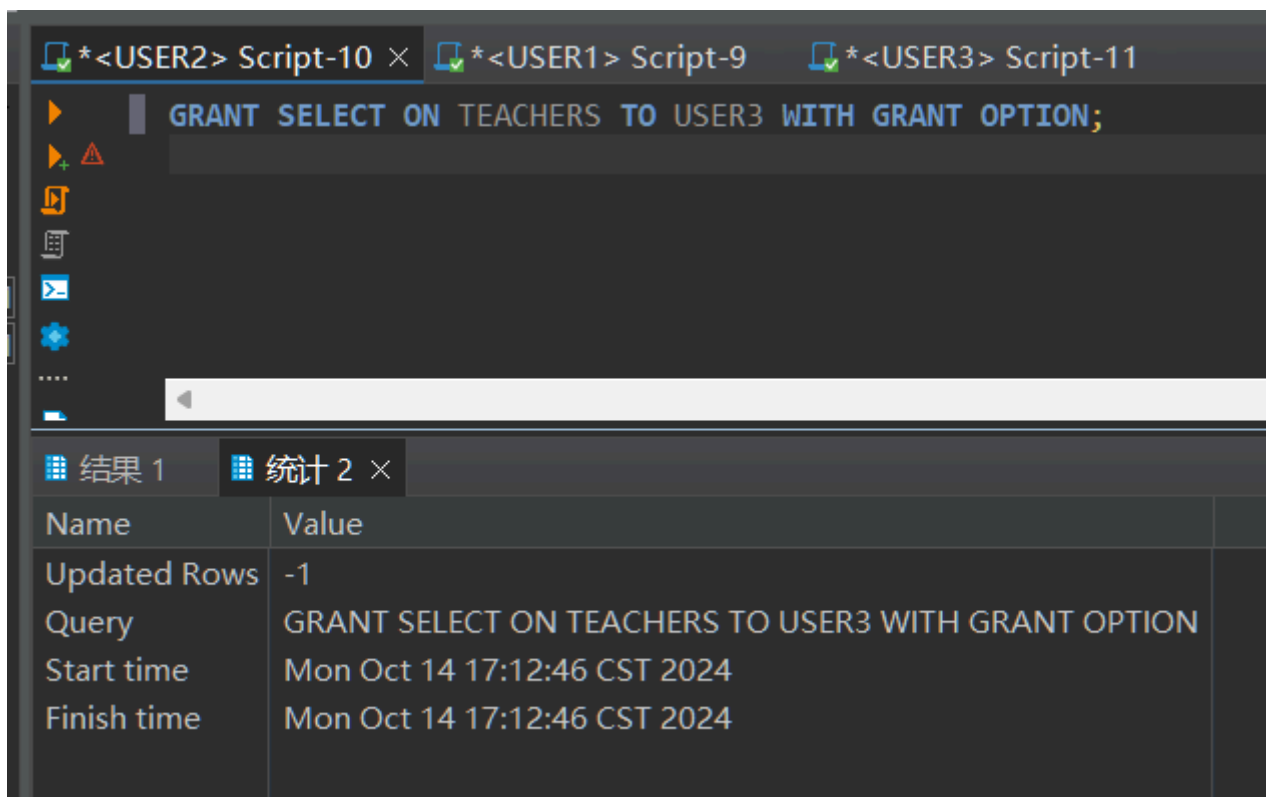 *<USER2> Script-10 × *<USER1> Script-9 *<USER3> Script-11
GRANT SELECT ON TEACHERS TO USER3 WITH GRANT OPTION;
结果 1 统计 2 ×
Name Value
Updated Rows -1
Query GRANT SELECT ON TEACHERS TO USER3 WITH GRANT OPTION
Start time Mon Oct 14 17:12:46 CST 2024
Finish time Mon Oct 14 17:12:46 CST 2024